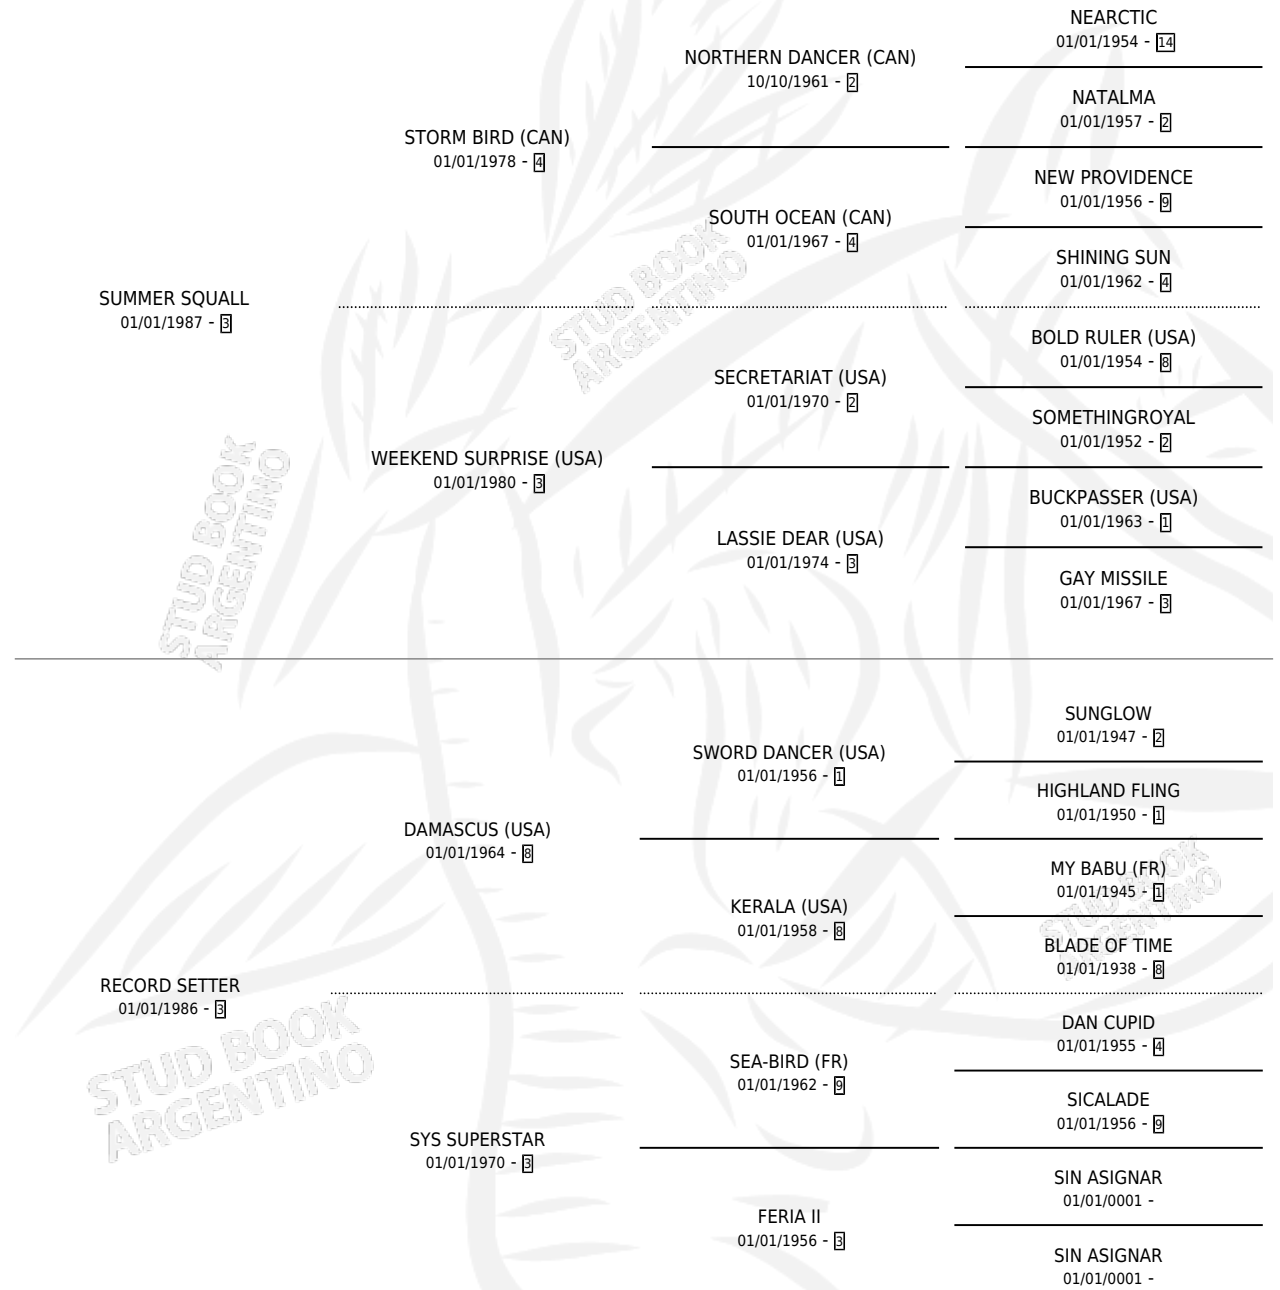 NEARCTIC
01/01/1954 - 14
NORTHERN DANCER (CAN)
10/10/1961 - 2
NATALMA
01/01/1957 - 2
STORM BIRD (CAN)
01/01/1978 - 4
NEW PROVIDENCE
01/01/1956 - 9
SOUTH OCEAN (CAN)
01/01/1967 - 4
SHINING SUN
01/01/1962 - 4
SUMMER SQUALL
01/01/1987 - 3
STUD BOOK
ARGENTINO
BOLD RULER (USA)
01/01/1954 - 8
SECRETARIAT (USA)
01/01/1970 - 2
SOMETHINGROYAL
01/01/1952 - 2
WEEKEND SURPRISE (USA)
01/01/1980 - 3
BUCKPASSER (USA)
01/01/1963 - 1
LASSIE DEAR (USA)
01/01/1974 - 3
GAY MISSILE
01/01/1967 - 3
STUD BOOK
ARGENTINO
SUNGLOW
01/01/1947 - 2
SWORD DANCER (USA)
01/01/1956 - 1
HIGHLAND FLING
01/01/1950 - 1
DAMASCUS (USA)
01/01/1964 - 8
MY BABU (FR)
01/01/1945 - 1
KERALA (USA)
01/01/1958 - 8
STUD BOOK
ARGENTINO
BLADE OF TIME
01/01/1938 - 8
RECORD SETTER
01/01/1986 - 3
STUD BOOK
ARGENTINO
DAN CUPID
01/01/1955 - 4
SEA-BIRD (FR)
01/01/1962 - 9
SICALADE
01/01/1956 - 9
SYS SUPERSTAR
01/01/1970 - 3
SIN ASIGNAR
01/01/0001 -
FERIA II
01/01/1956 - 3
SIN ASIGNAR
01/01/0001 -